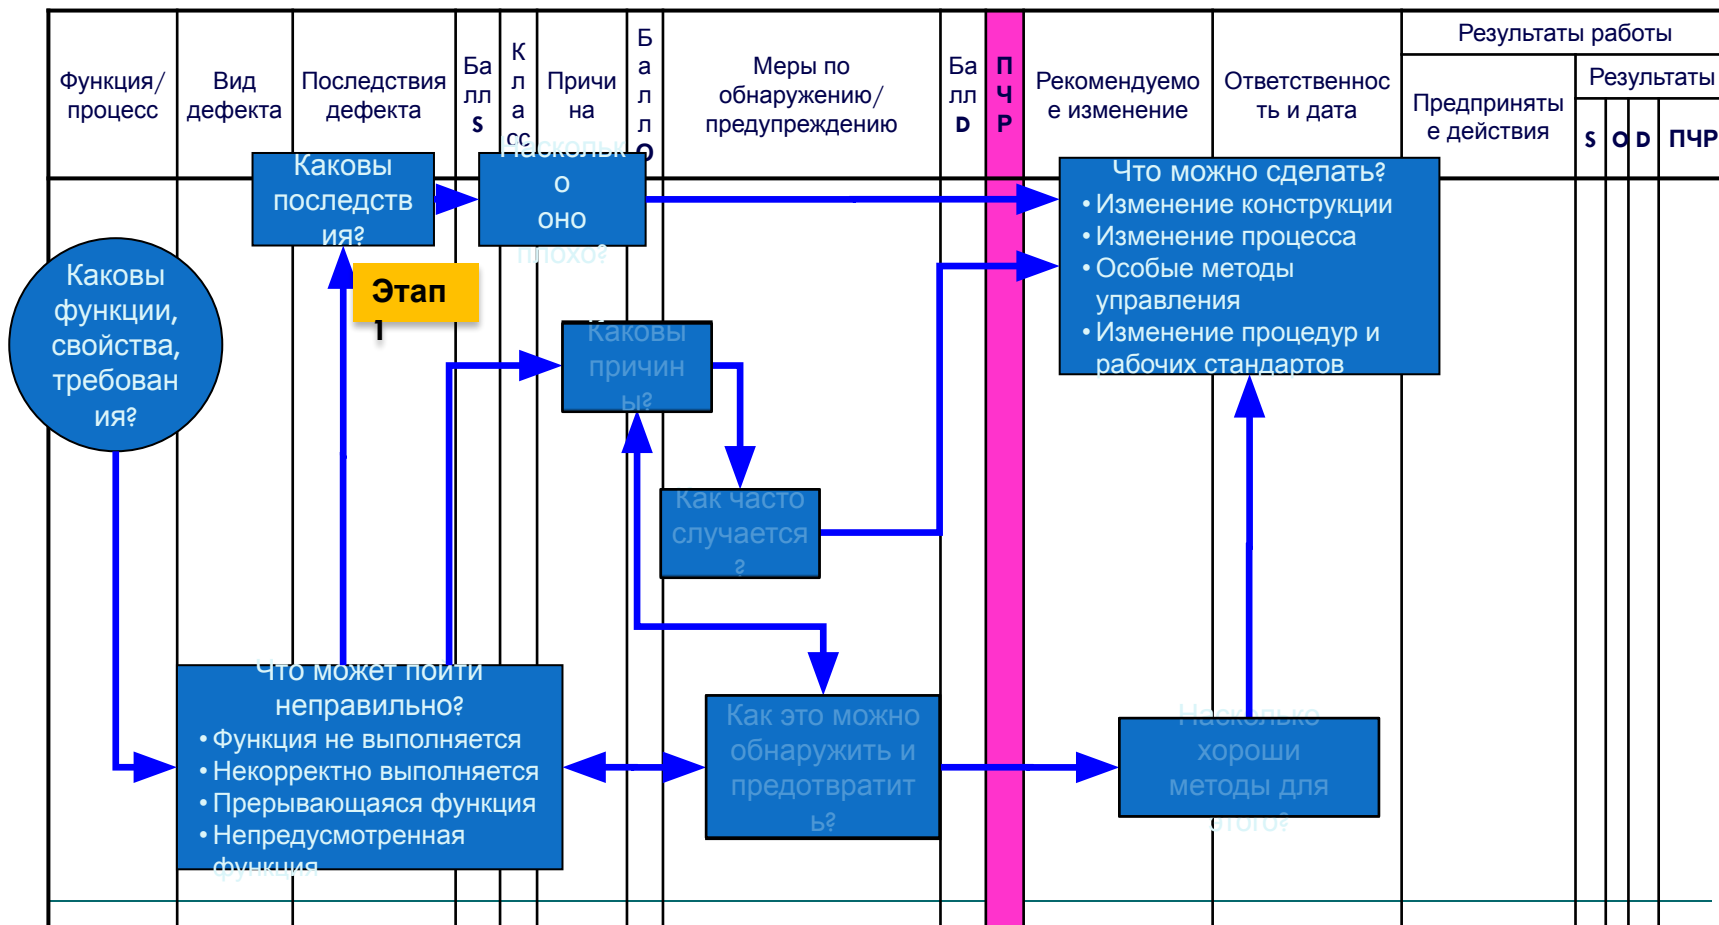 Функция/
процесс
Вид
дефекта
Последствия
дефекта
Ба
лл
S
К
л
а
сс
Причи
на
Б
а
л
л
О
Меры по
обнаружению/
предупреждению
Ба
лл
D
П
Ч
Р
Рекомендуемо
е изменение
Ответственнос
ть и дата
Результаты работы
Предприняты
е действия
Результаты
S
O
D
ПЧР
Каковы
последств
ия?
Наскольк
о
оно
плохо?
Что можно сделать?
• Изменение конструкции
• Изменение процесса
• Особые методы
управления
• Изменение процедур и
рабочих стандартов
Каковы
функции,
свойства,
требован
ия?
Этап
1
Каковы
причин
ы?
Как часто
случается
?
Что может пойти
неправильно?
• Функция не выполняется
• Некорректно выполняется
• Прерывающаяся функция
• Непредусмотренная
функция
Как это можно
обнаружить и
предотвратит
ь?
Насколько
хороши
методы для
этого?